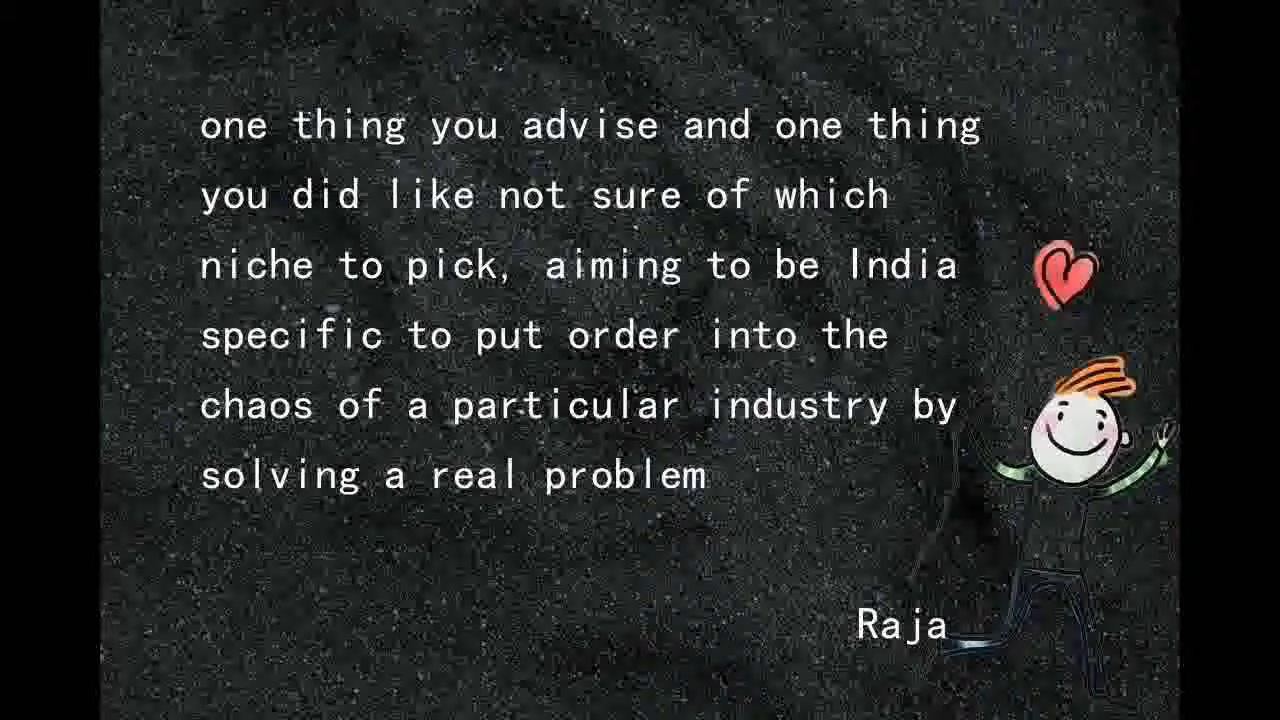 one thing you advise and one thing
you did like not sure of which
niche to pick, aiming to be India
specific to put order into the
chaos of a particular industry by
solving a real problem
Raja